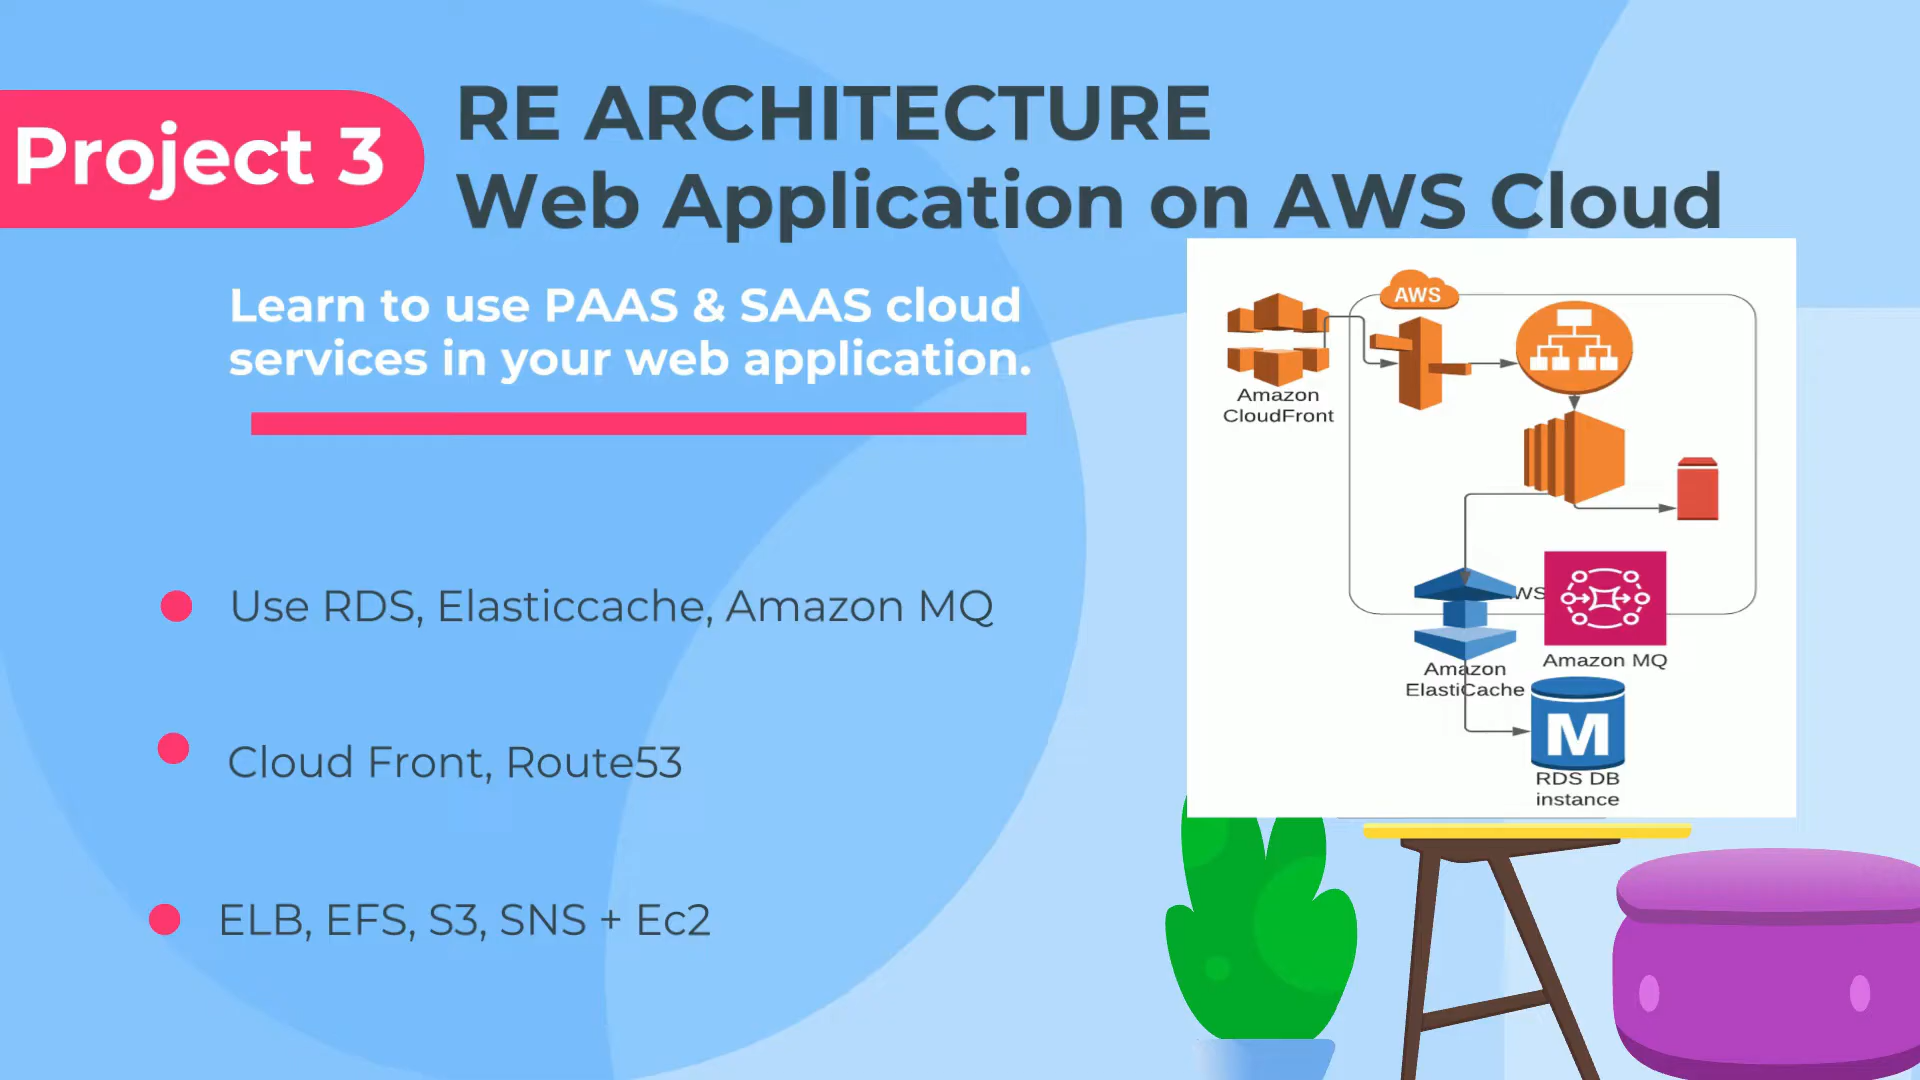 Project 3
RE ARCHITECTURE
Web Application on AWS Cloud
Learn to use PAAS & SAAS cloud
services in your web application.
Use RDS, Elasticcache, Amazon MQ
Cloud Front, Route53
ELB, EFS, S3, SNS + Ec2
AWS
Amazon
CloudFront
WS
Amazon
ElastiCache
Amazon MQ
M
RDS DB
instance